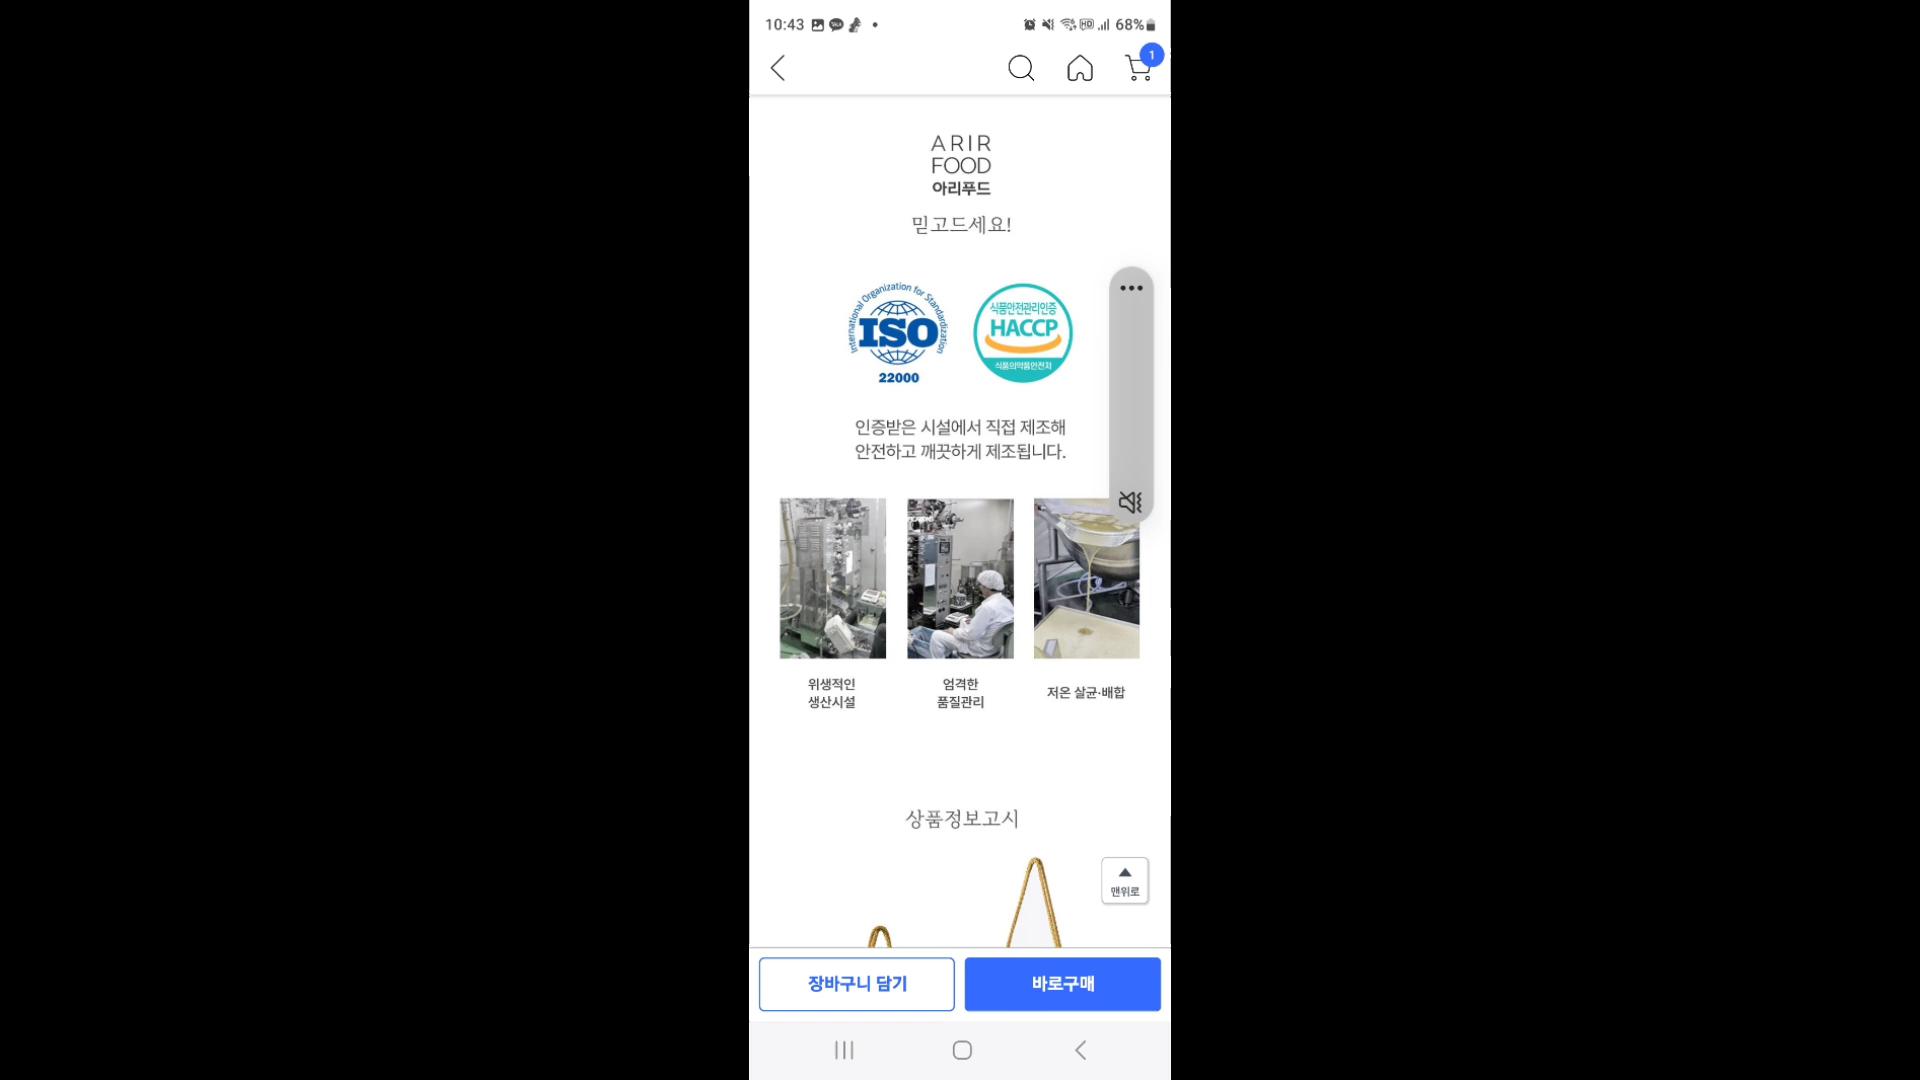 10:43
68%
1
ARIR
FOOD
아리푸드
믿고드세요!
International Organization for Standardization
ISO
22000
식품안전관리인증
HACCP
식품의약품안전처
인증받은 시설에서 직접 제조해
안전하고 깨끗하게 제조됩니다.
위생적인
생산시설
엄격한
품질관리
저온 살균·배합
상품정보고시
맨위로
장바구니 담기
바로구매